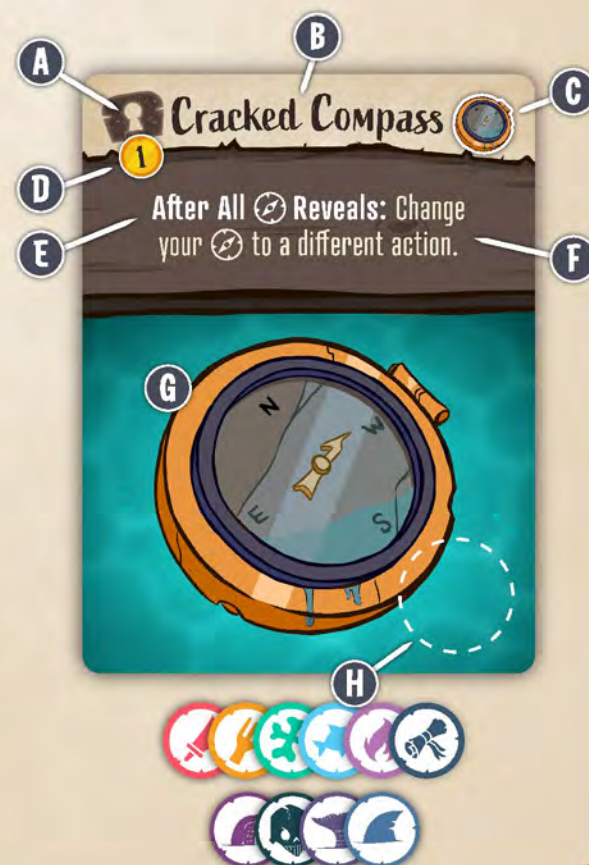 B
A
C
Cracked Compass
1
D
After All Reveals: Change
your to a different action.
E
F
G
N
W
E
S
H